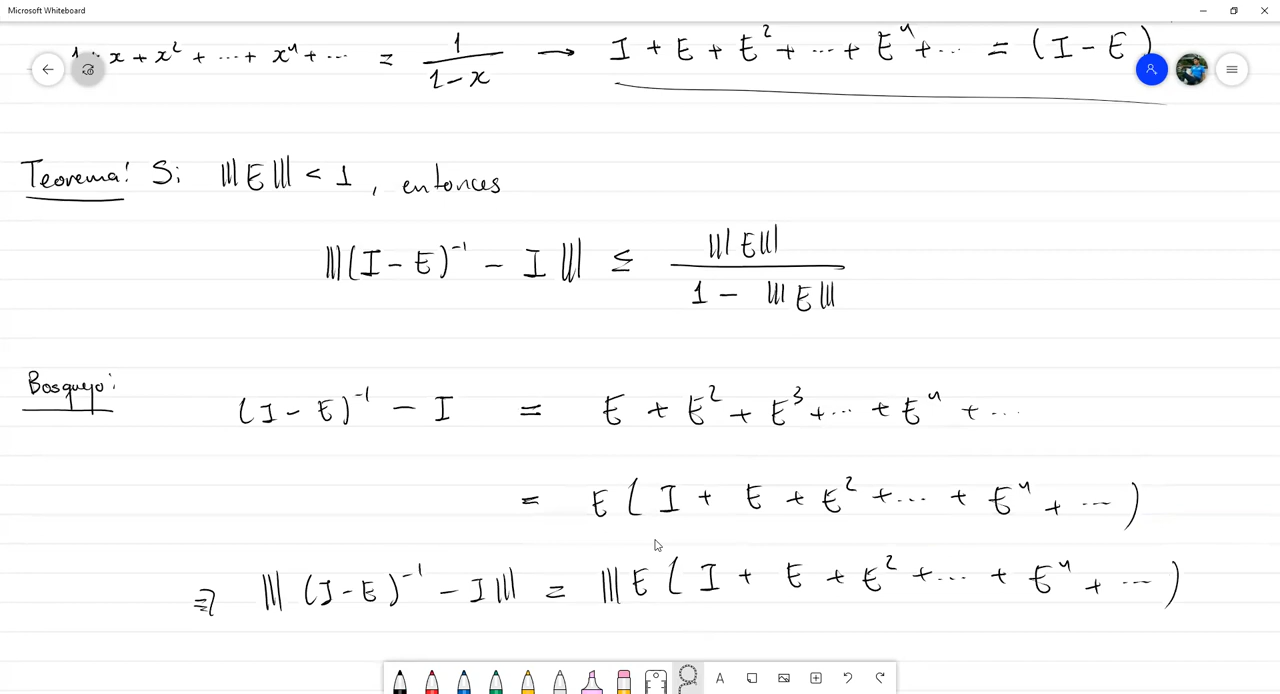 Microsoft Whiteboard
1 + x + x² + ⋯ + xⁿ + ⋯ = 1/(1-x) → I + E + E² + ⋯ + Eⁿ + ⋯ = (I - E)
Teorema: Si |||E||| < 1, entonces
|||(I - E)⁻¹ - I||| ≤ |||E||| / (1 - |||E|||)
Bosquejo:
(I - E)⁻¹ - I = E + E² + E³ + ⋯ + Eⁿ + ⋯
= E(I + E + E² + ⋯ + Eⁿ + ⋯)
⇒ |||(I - E)⁻¹ - I||| = |||E(I + E + E² + ⋯ + Eⁿ + ⋯)
A